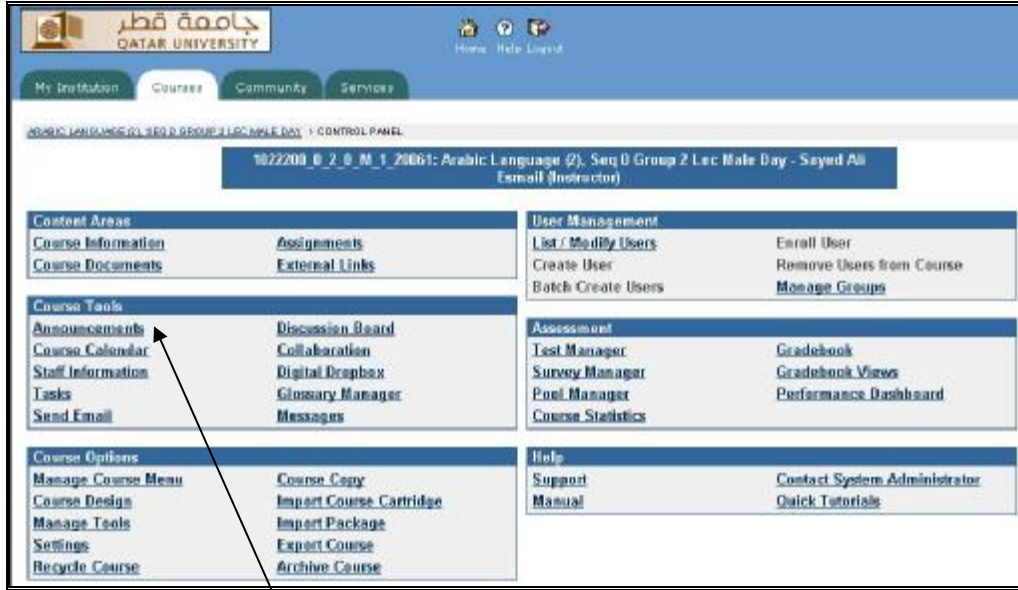 جامعة قطر
QATAR UNIVERSITY
Home Help Logout
My Institution Courses Community Services
ARABIC LANGUAGE (2), SEQ D GROUP 2 LEC MALE DAY > CONTROL PANEL
1022200_0_2_0_M_1_20061: Arabic Language (2), Seq D Group 2 Lec Male Day - Sayed Ali
Esmail (Instructor)
Content Areas
Course Information Assignments
Course Documents External Links
Course Tools
Announcements Discussion Board
Course Calendar Collaboration
Staff Information Digital Dropbox
Tasks Glossary Manager
Send Email Messages
Course Options
Manage Course Menu Course Copy
Course Design Import Course Cartridge
Manage Tools Import Package
Settings Export Course
Recycle Course Archive Course
User Management
List / Modify Users Enroll User
Create User Remove Users from Course
Batch Create Users Manage Groups
Assessment
Test Manager Gradebook
Survey Manager Gradebook Views
Pool Manager Performance Dashboard
Course Statistics
Help
Support Contact System Administrator
Manual Quick Tutorials